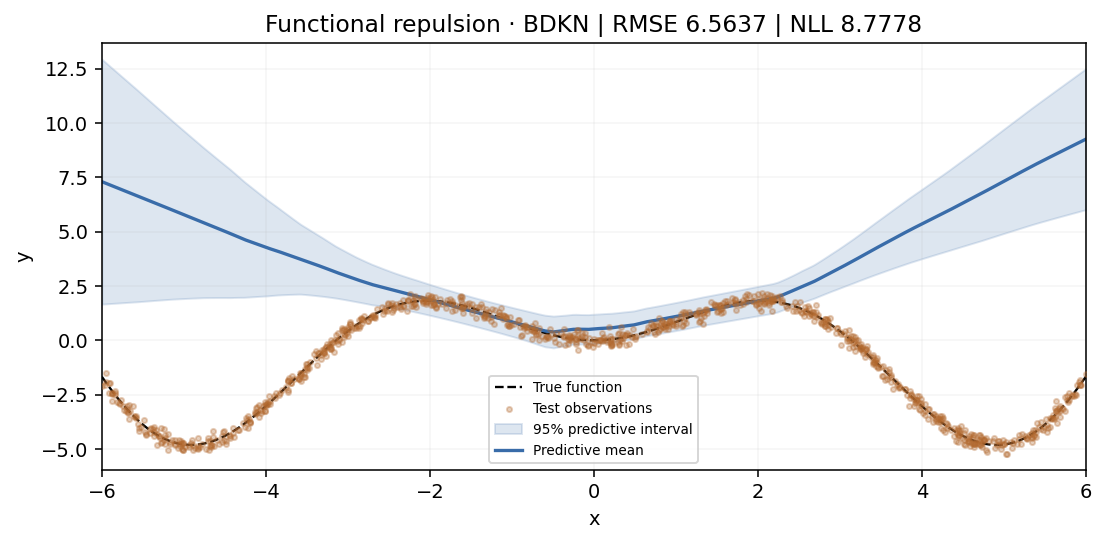 Functional repulsion · BDKN | RMSE 6.5637 | NLL 8.7778
12.5
10.0
7.5
5.0
2.5
0.0
−2.5
−5.0
y
True function
Test observations
95% predictive interval
Predictive mean
−6
−4
−2
0
2
4
6
x